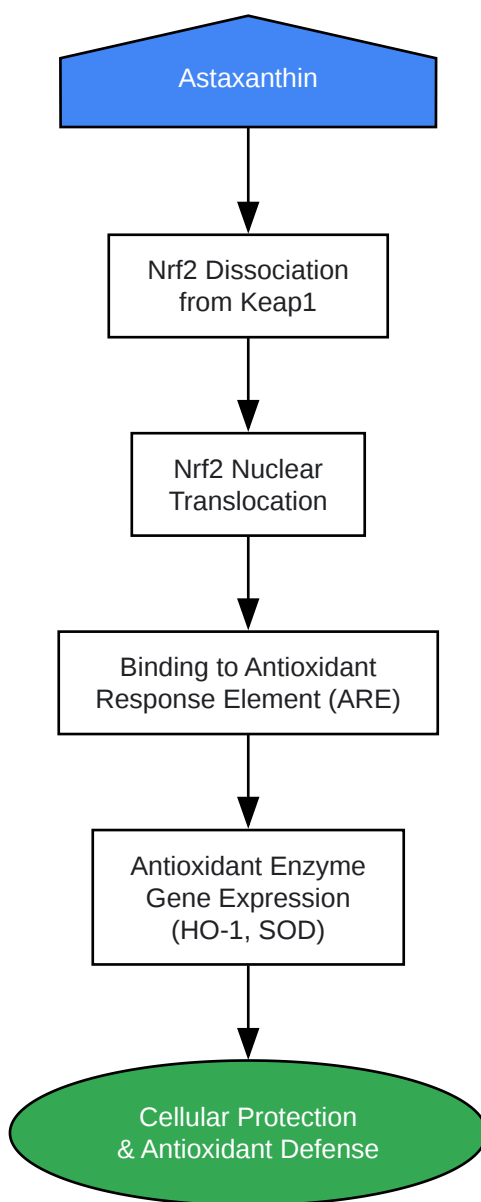 Astaxanthin
Nrf2 Dissociation
from Keap1
Nrf2 Nuclear
Translocation
Binding to Antioxidant
Response Element (ARE)
Antioxidant Enzyme
Gene Expression
(HO-1, SOD)
Cellular Protection
& Antioxidant Defense